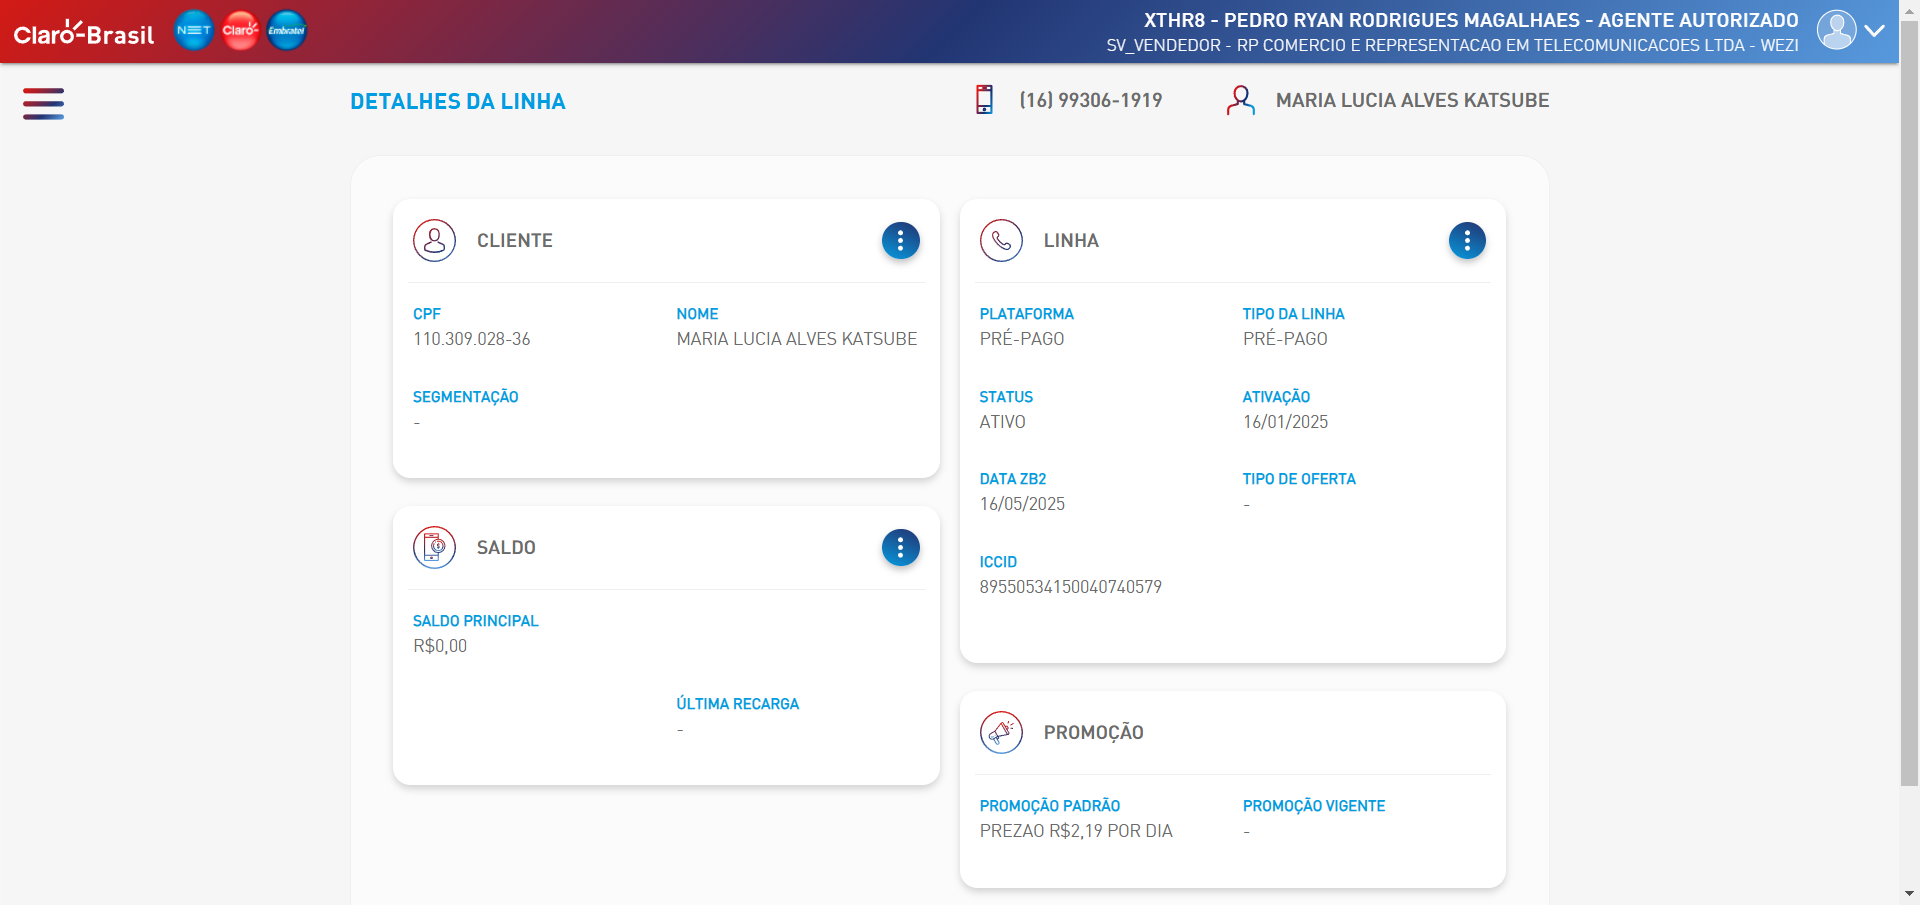 Claro-Brasil
NET
Claro
Embratel
XTHR8 - PEDRO RYAN RODRIGUES MAGALHAES - AGENTE AUTORIZADO
SV_VENDEDOR - RP COMERCIO E REPRESENTACAO EM TELECOMUNICACOES LTDA - WEZI
DETALHES DA LINHA
(16) 99306-1919
MARIA LUCIA ALVES KATSUBE
CLIENTE
CPF
110.309.028-36
NOME
MARIA LUCIA ALVES KATSUBE
SEGMENTAÇÃO
-
SALDO
SALDO PRINCIPAL
R$0,00
ÚLTIMA RECARGA
-
LINHA
PLATAFORMA
PRÉ-PAGO
TIPO DA LINHA
PRÉ-PAGO
STATUS
ATIVO
ATIVAÇÃO
16/01/2025
DATA ZB2
16/05/2025
TIPO DE OFERTA
-
ICCID
89550534150040740579
PROMOÇÃO
PROMOÇÃO PADRÃO
PREZAO R$2,19 POR DIA
PROMOÇÃO VIGENTE
-